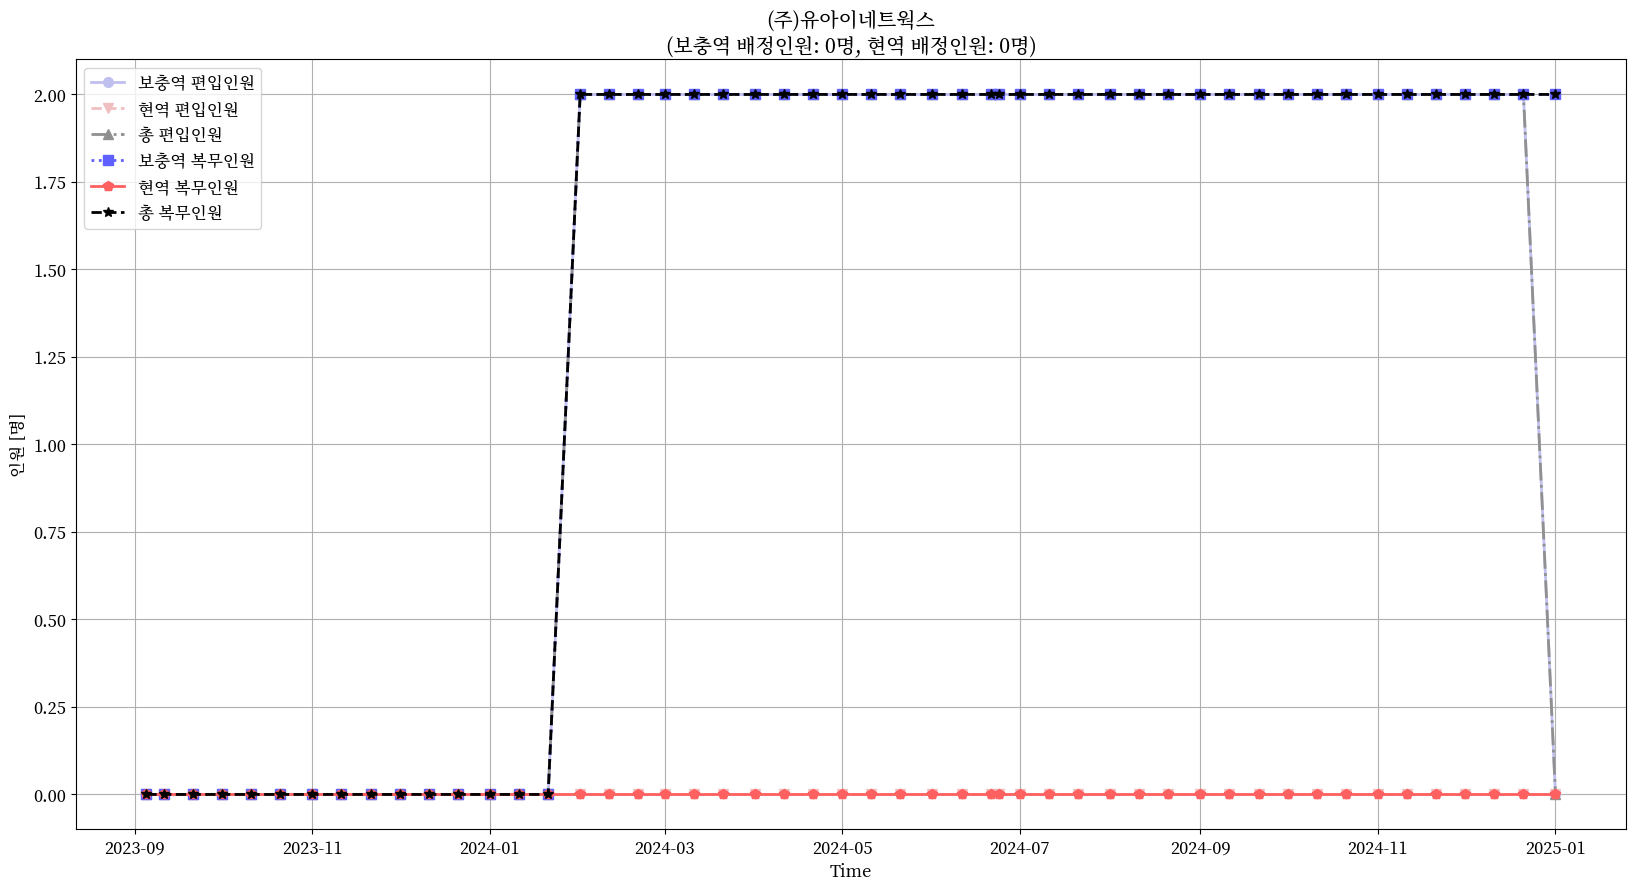 (주)유아이네트웍스
(보충역 배정인원: 0명, 현역 배정인원: 0명)
보충역 편입인원
현역 편입인원
총 편입인원
보충역 복무인원
현역 복무인원
총 복무인원
인원 [명]
2.00
1.75
1.50
1.25
1.00
0.75
0.50
0.25
0.00
2023-09 2023-11 2024-01 2024-03 2024-05 2024-07 2024-09 2024-11 2025-01
Time